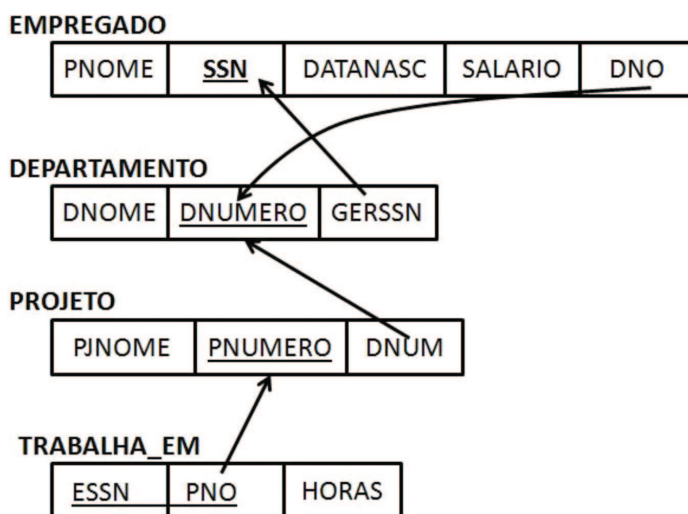 EMPREGADO
PNOME SSN DATANASC SALARIO DNO
DEPARTAMENTO
DNOME DNUMERO GERSSN
PROJETO
PJNOME PNUMERO DNUM
TRABALHA_EM
ESSN PNO HORAS